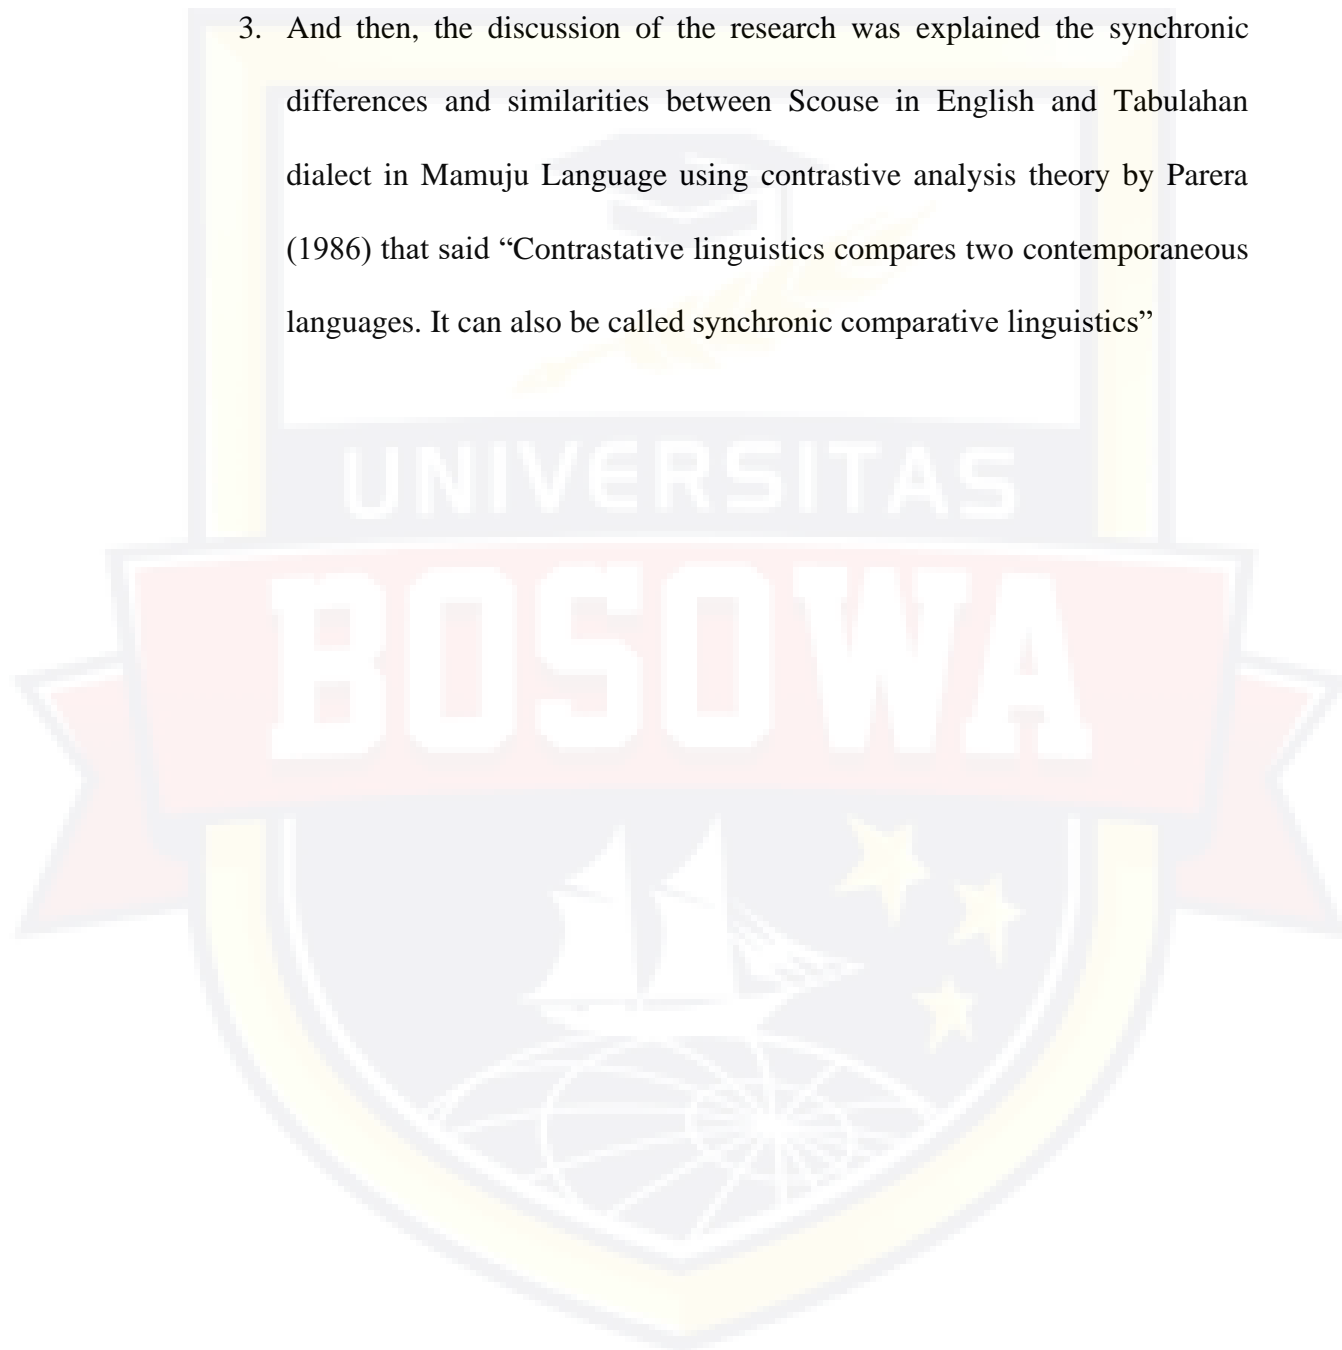 3. And then, the discussion of the research was explained the synchronic
differences and similarities between Scouse in English and Tabulahan
dialect in Mamuju Language using contrastive analysis theory by Parera
(1986) that said “Contrastative linguistics compares two contemporaneous
languages. It can also be called synchronic comparative linguistics”
UNIVERSITAS
BOSOWA